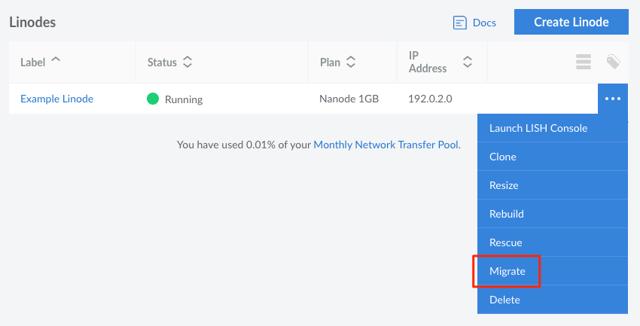 Linodes
Docs
Create Linode
Label
Status
Plan
IP
Address
Example Linode
Running
Nanode 1GB
192.0.2.0
You have used 0.01% of your Monthly Network Transfer Pool.
Launch LISH Console
Clone
Resize
Rebuild
Rescue
Migrate
Delete